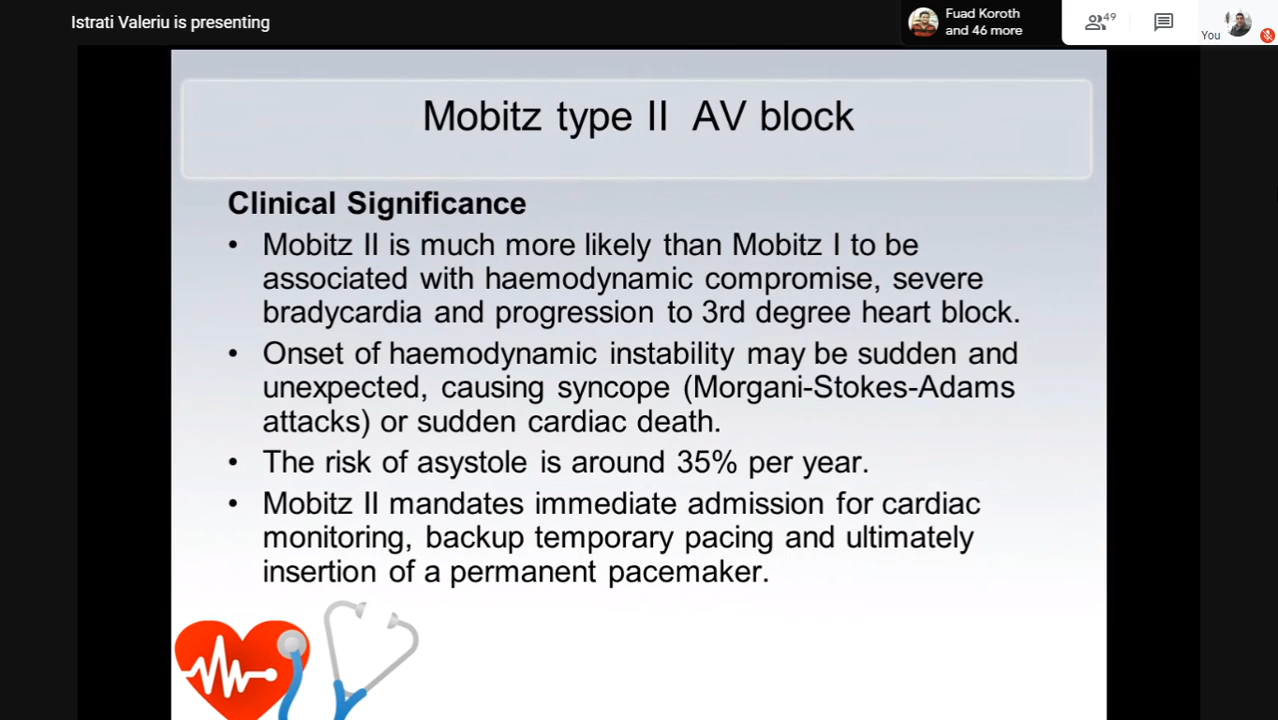 Istrati Valeriu is presenting
Fuad Koroth
and 46 more
49
You
Mobitz type II  AV block
Clinical Significance
• Mobitz II is much more likely than Mobitz I to be
associated with haemodynamic compromise, severe
bradycardia and progression to 3rd degree heart block.
• Onset of haemodynamic instability may be sudden and
unexpected, causing syncope (Morgani-Stokes-Adams
attacks) or sudden cardiac death.
• The risk of asystole is around 35% per year.
• Mobitz II mandates immediate admission for cardiac
monitoring, backup temporary pacing and ultimately
insertion of a permanent pacemaker.